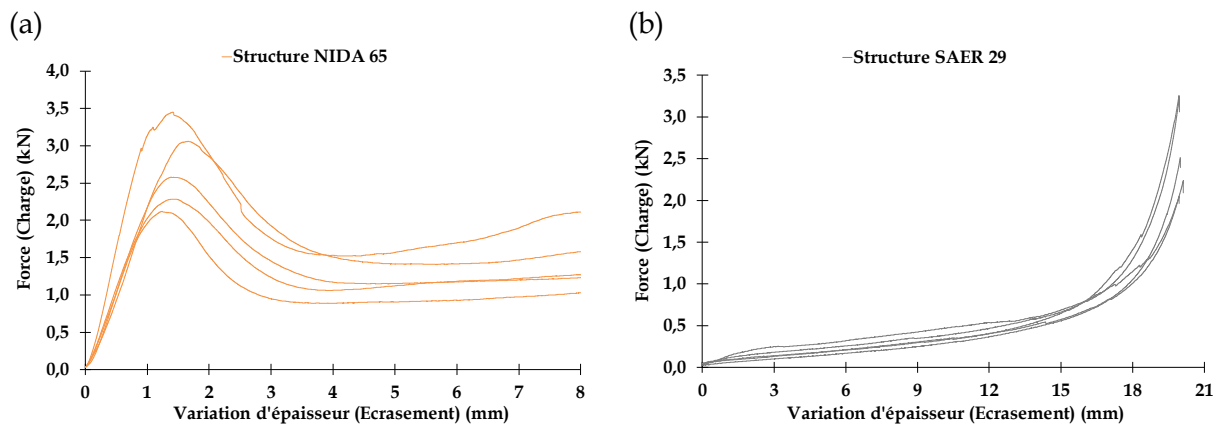 (a)
Structure NIDA 65
Force (Charge) (kN)
4,0
3,5
3,0
2,5
2,0
1,5
1,0
0,5
0,0
0 1 2 3 4 5 6 7 8
Variation d'épaisseur (Ecrasement) (mm)
(b)
Structure SAER 29
Force (Charge) (kN)
3,5
3,0
2,5
2,0
1,5
1,0
0,5
0,0
0 3 6 9 12 15 18 21
Variation d'épaisseur (Ecrasement) (mm)